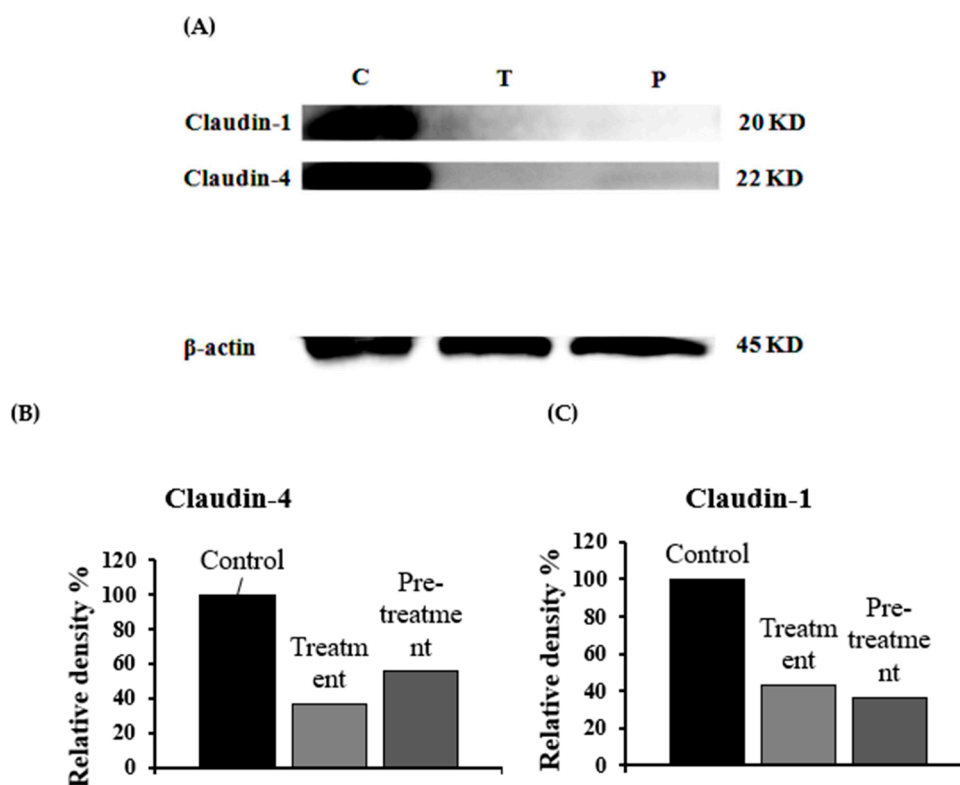 (A)
C T P
Claudin-1 20 KD
Claudin-4 22 KD
β-actin 45 KD
(B)
Claudin-4
Relative density %
120
100
80
60
40
20
0
Control
Treatm
ent
Pre-
treatme
nt
(C)
Claudin-1
Relative density %
120
100
80
60
40
20
0
Control
Treatm
ent
Pre-
treatme
nt